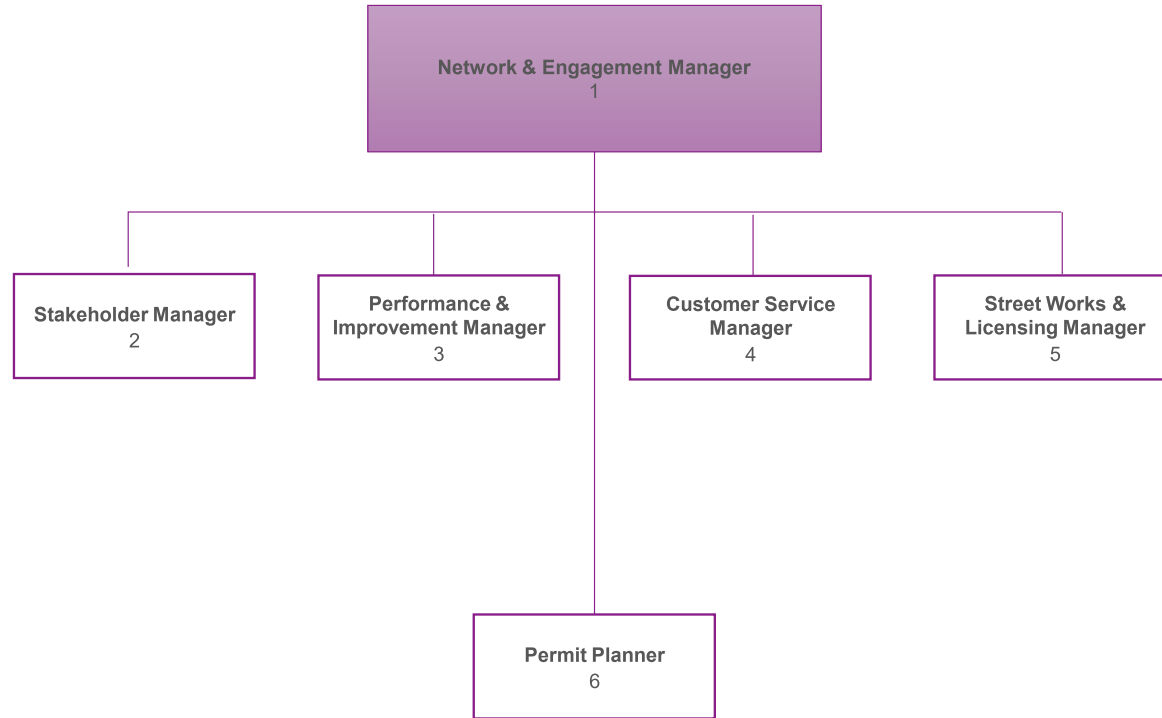 Network & Engagement Manager
1
Stakeholder Manager
2
Performance &
Improvement Manager
3
Customer Service
Manager
4
Street Works &
Licensing Manager
5
Permit Planner
6